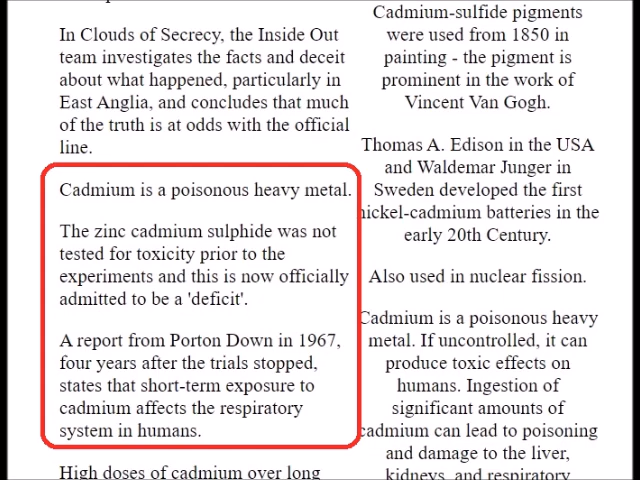 In Clouds of Secrecy, the Inside Out
team investigates the facts and deceit
about what happened, particularly in
East Anglia, and concludes that much
of the truth is at odds with the official
line.
Cadmium is a poisonous heavy metal.
The zinc cadmium sulphide was not
tested for toxicity prior to the
experiments and this is now officially
admitted to be a 'deficit'.
A report from Porton Down in 1967,
four years after the trials stopped,
states that short-term exposure to
cadmium affects the respiratory
system in humans.
High doses of cadmium over long
Cadmium-sulfide pigments
were used from 1850 in
painting - the pigment is
prominent in the work of
Vincent Van Gogh.
Thomas A. Edison in the USA
and Waldemar Junger in
Sweden developed the first
nickel-cadmium batteries in the
early 20th Century.
Also used in nuclear fission.
Cadmium is a poisonous heavy
metal. If uncontrolled, it can
produce toxic effects on
humans. Ingestion of
significant amounts of
cadmium can lead to poisoning
and damage to the liver,
kidneys, and respiratory